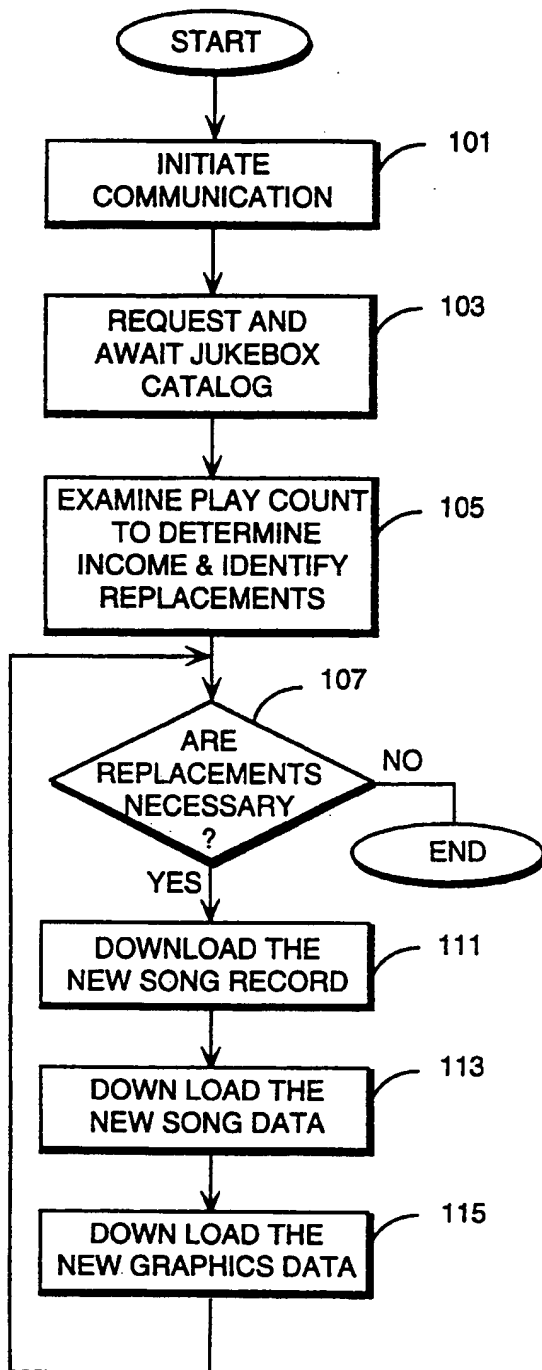 START
INITIATE
COMMUNICATION
101
REQUEST AND
AWAIT JUKEBOX
CATALOG
103
EXAMINE PLAY COUNT
TO DETERMINE
INCOME & IDENTIFY
REPLACEMENTS
105
107
ARE
REPLACEMENTS
NECESSARY
?
NO
END
YES
DOWNLOAD THE
NEW SONG RECORD
111
DOWN LOAD THE
NEW SONG DATA
113
DOWN LOAD THE
NEW GRAPHICS DATA
115